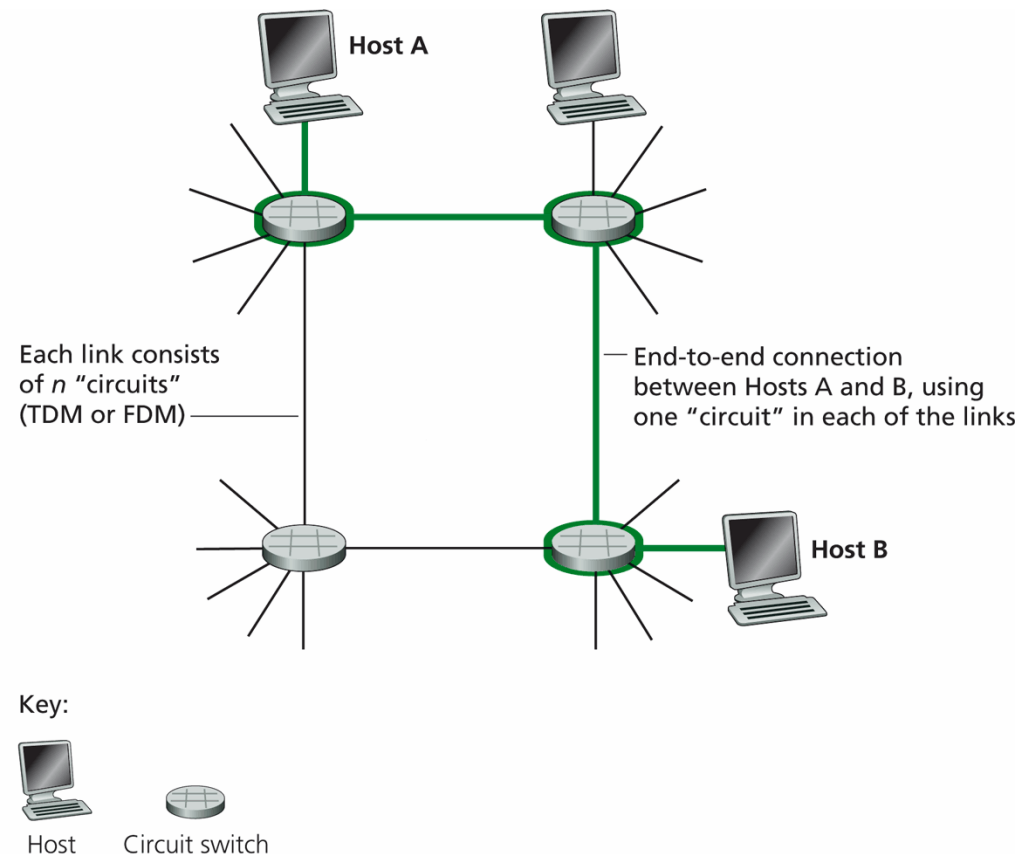 Host A
Each link consists
of n “circuits”
(TDM or FDM)
End-to-end connection
between Hosts A and B, using
one “circuit” in each of the links
Host B
Key:
Host
Circuit switch